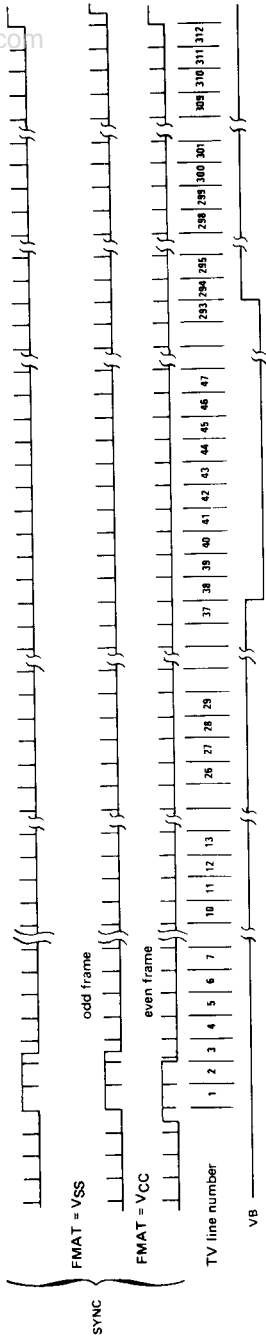 com
SYNC
FMAT = VSS
odd frame
FMAT = VCC
even frame
TV line number
1 2 3 4 5 6 7 10 11 12 13 26 27 28 29 37 38 39 40 41 42 43 44 45 46 47 293 294 295 298 299 300 301 309 310 311 312
VB